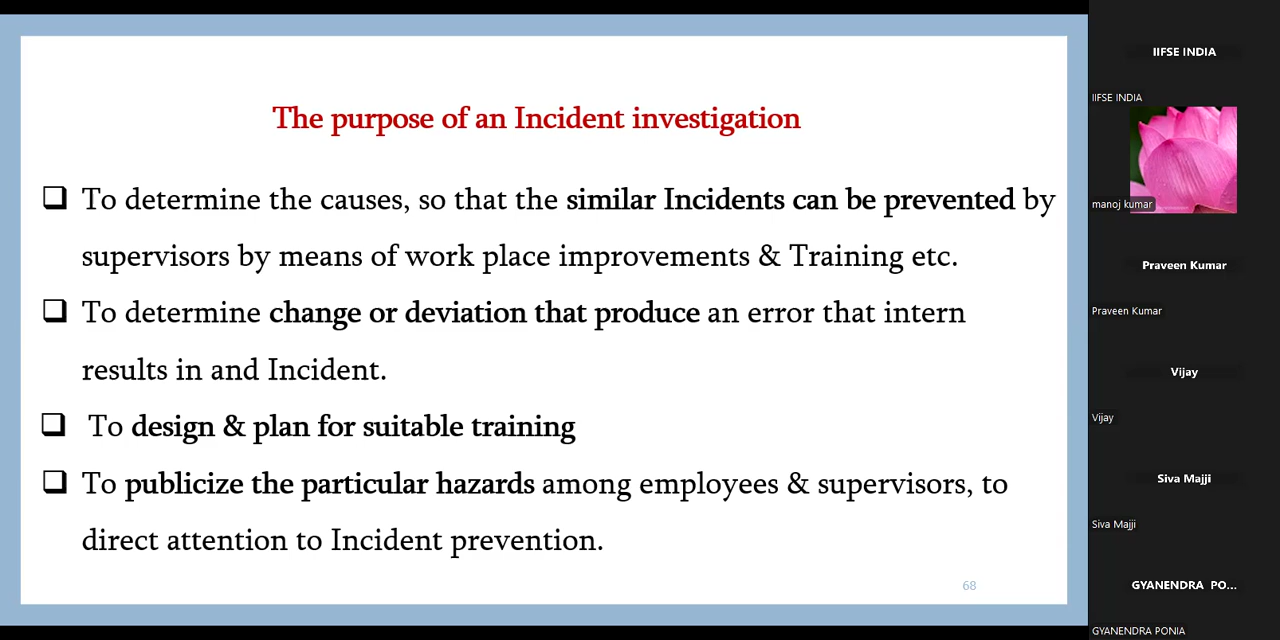 The purpose of an Incident investigation
To determine the causes, so that the similar Incidents can be prevented by
supervisors by means of work place improvements & Training etc.
To determine change or deviation that produce an error that intern
results in and Incident.
To design & plan for suitable training
To publicize the particular hazards among employees & supervisors, to
direct attention to Incident prevention.
68
IIFSE INDIA
IIFSE INDIA
manoj kumar
Praveen Kumar
Praveen Kumar
Vijay
Vijay
Siva Majji
Siva Majji
GYANENDRA PO...
GYANENDRA PONIA